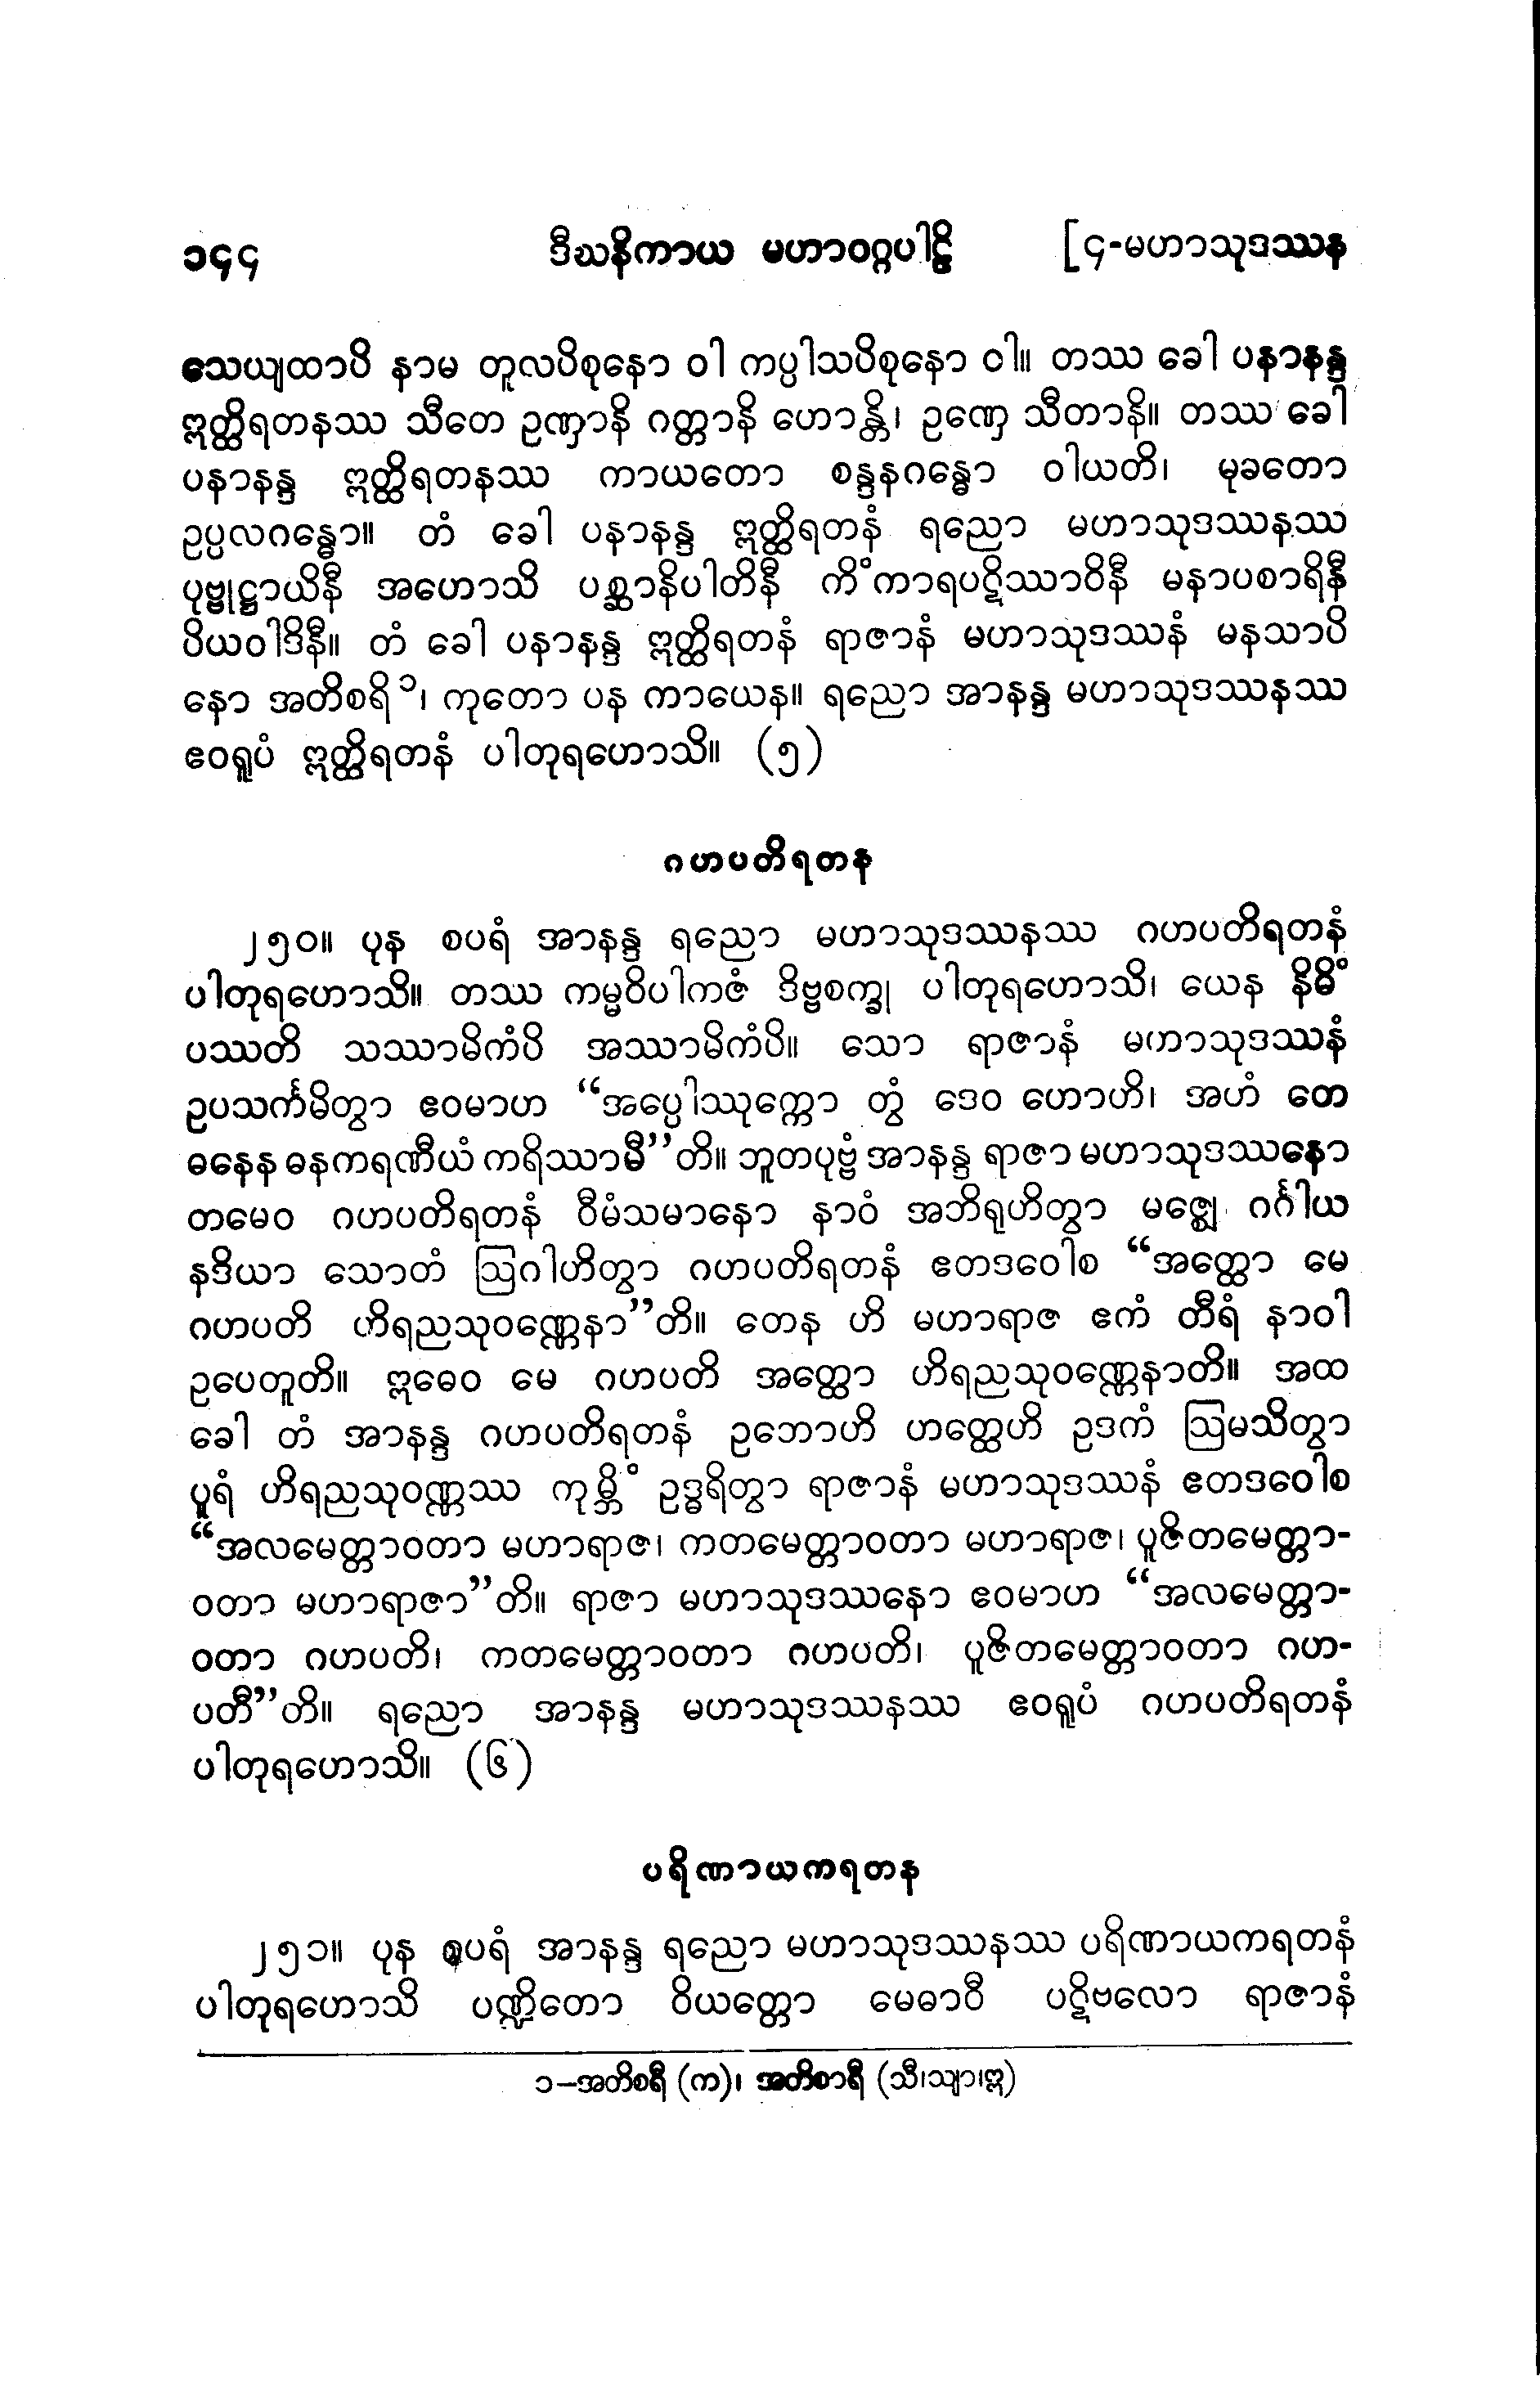 ၁၄၄ ဒီဃနိကာယ မဟာဝဂ္ဂပါဠိ [၄-မဟာသုဒဿန
သေယျထာပိ နာမ တူလပိစုနော ဝါ ကပ္ပါသပိစုနော ဝါ။ တဿ ခေါ ပနာနန္ဒ
ဣတ္ထိရတနဿ သီတေ ဥဏှာနိ ဂတ္တာနိ ဟောန္တိ၊ ဥဏှေ သီတာနိ။ တဿ ခေါ
ပနာနန္ဒ ဣတ္ထိရတနဿ ကာယတော စန္ဒနဂန္ဓော ဝါယတိ၊ မုခတော
ဥပ္ပလဂန္ဓော။ တံ ခေါ ပနာနန္ဒ ဣတ္ထိရတနံ ရညော မဟာသုဒဿနဿ
ပုဗ္ဗုဋ္ဌာယိနီ အဟောသိ ပစ္ဆာနိပါတိနီ ကိံကာရပဋိဿာဝိနီ မနာပစာရိနီ
ပိယဝါဒိနီ။ တံ ခေါ ပနာနန္ဒ ဣတ္ထိရတနံ ရာဇာနံ မဟာသုဒဿနံ မနသာပိ
နော အတိစရိ ၁၊ ကုတော ပန ကာယေန။ ရညော အာနန္ဒ မဟာသုဒဿနဿ
ဧဝရူပံ ဣတ္ထိရတနံ ပါတုရဟောသိ။ (၅)
ဂဟပတိရတန
၂၅၀။ ပုန စပရံ အာနန္ဒ ရညော မဟာသုဒဿနဿ ဂဟပတိရတနံ
ပါတုရဟောသိ။ တဿ ကမ္မဝိပါကဇံ ဒိဗ္ဗစက္ခု ပါတုရဟောသိ၊ ယေန နိဓိံ
ပဿတိ သဿာမိကံပိ အဿာမိကံပိ။ သော ရာဇာနံ မဟာသုဒဿနံ
ဥပသင်္ကမိတွာ ဧဝမာဟ “အပ္ပေါဿုက္ကော တွံ ဒေဝ ဟောဟိ၊ အဟံ တေ
ဓနေန ဓနကရဏီယံ ကရိဿာမီ”တိ။ ဘူတပုဗ္ဗံ အာနန္ဒ ရာဇာ မဟာသုဒဿနော
တမေဝ ဂဟပတိရတနံ ဝီမံသမာနော နာဝံ အဘိရုဟိတွာ မဇ္ဈေ ဂင်္ဂါယ
နဒိယာ သောတံ ဩဂါဟိတွာ ဂဟပတိရတနံ ဧတဒဝေါစ “အတ္ထော မေ
ဂဟပတိ ဟိရညသုဝဏ္ဏေနာ”တိ။ တေန ဟိ မဟာရာဇ ဧကံ တီရံ နာဝါ
ဥပေတူတိ။ ဣဓေဝ မေ ဂဟပတိ အတ္ထော ဟိရညသုဝဏ္ဏေနာတိ။ အထ
ခေါ တံ အာနန္ဒ ဂဟပတိရတနံ ဥဘောဟိ ဟတ္ထေဟိ ဥဒကံ ဩမသိတွာ
ပူရံ ဟိရညသုဝဏ္ဏဿ ကုမ္ဘိံ ဥဒ္ဓရိတွာ ရာဇာနံ မဟာသုဒဿနံ ဧတဒဝေါစ
“အလမေတ္တာဝတာ မဟာရာဇ၊ ကတမေတ္တာဝတာ မဟာရာဇ၊ ပူဇိတမေတ္တာ-
ဝတာ မဟာရာဇာ”တိ။ ရာဇာ မဟာသုဒဿနော ဧဝမာဟ “အလမေတ္တာ-
ဝတာ ဂဟပတိ၊ ကတမေတ္တာဝတာ ဂဟပတိ၊ ပူဇိတမေတ္တာဝတာ ဂဟ-
ပတီ”တိ။ ရညော အာနန္ဒ မဟာသုဒဿနဿ ဧဝရူပံ ဂဟပတိရတနံ
ပါတုရဟောသိ။ (၆)
ပရိဏာယကရတန
၂၅၁။ ပုန စပရံ အာနန္ဒ ရညော မဟာသုဒဿနဿ ပရိဏာယကရတနံ
ပါတုရဟောသိ ပဏ္ဍိတော ဝိယတ္တော မေဓာဝီ ပဋိဗလော ရာဇာနံ
၁–အတိစရီ (က)၊ အတိစာရီ (သီ၊သျာ၊ဣ)